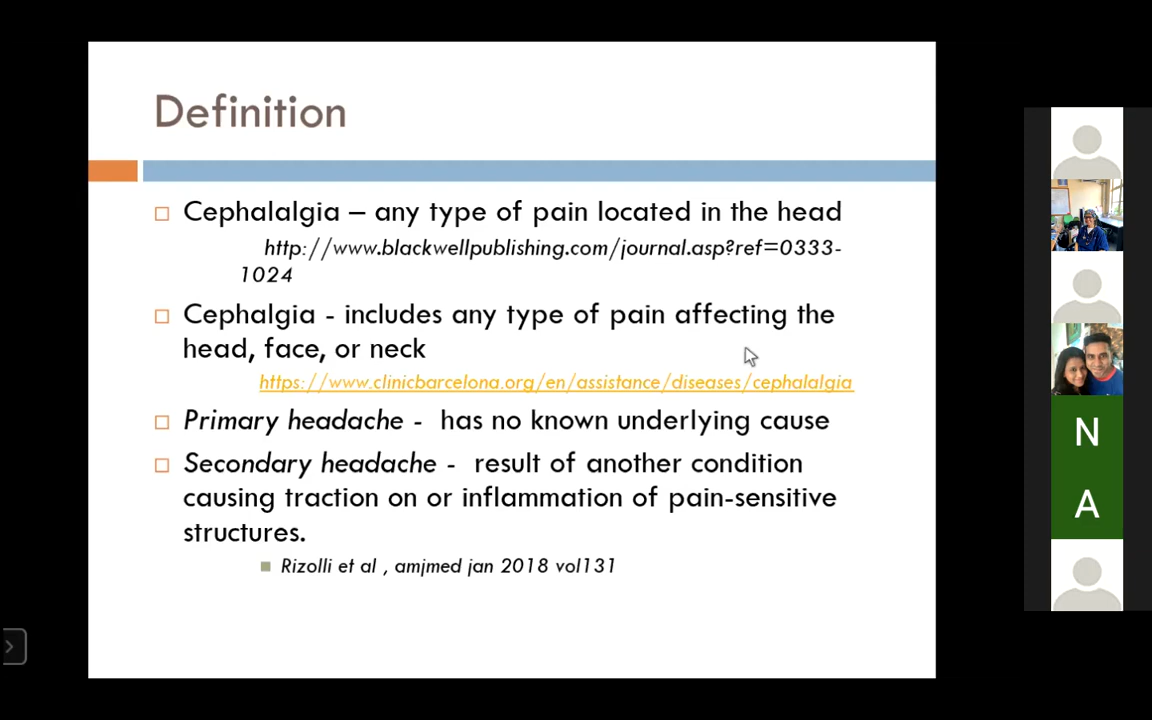 Definition
Cephalalgia – any type of pain located in the head
http://www.blackwellpublishing.com/journal.asp?ref=0333-
1024
Cephalgia - includes any type of pain affecting the
head, face, or neck
https://www.clinicbarcelona.org/en/assistance/diseases/cephalalgia
Primary headache - has no known underlying cause
Secondary headache - result of another condition
causing traction on or inflammation of pain-sensitive
structures.
Rizolli et al , amjmed jan 2018 vol131
N
A